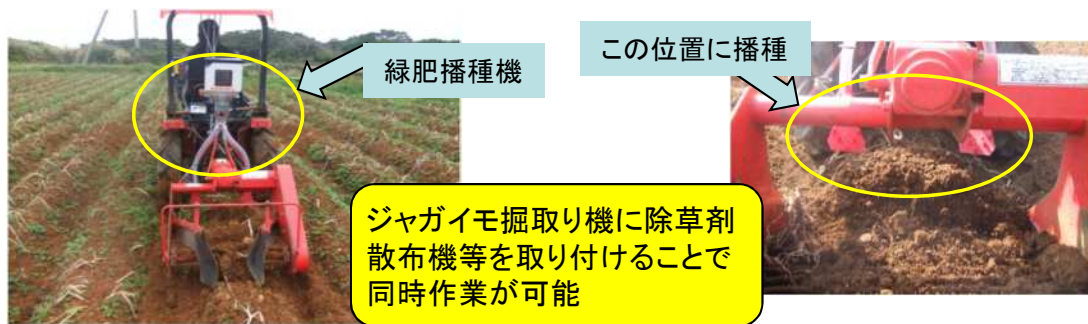 緑肥播種機
この位置に播種
ジャガイモ掘取り機に除草剤
散布機等を取り付けることで
同時作業が可能